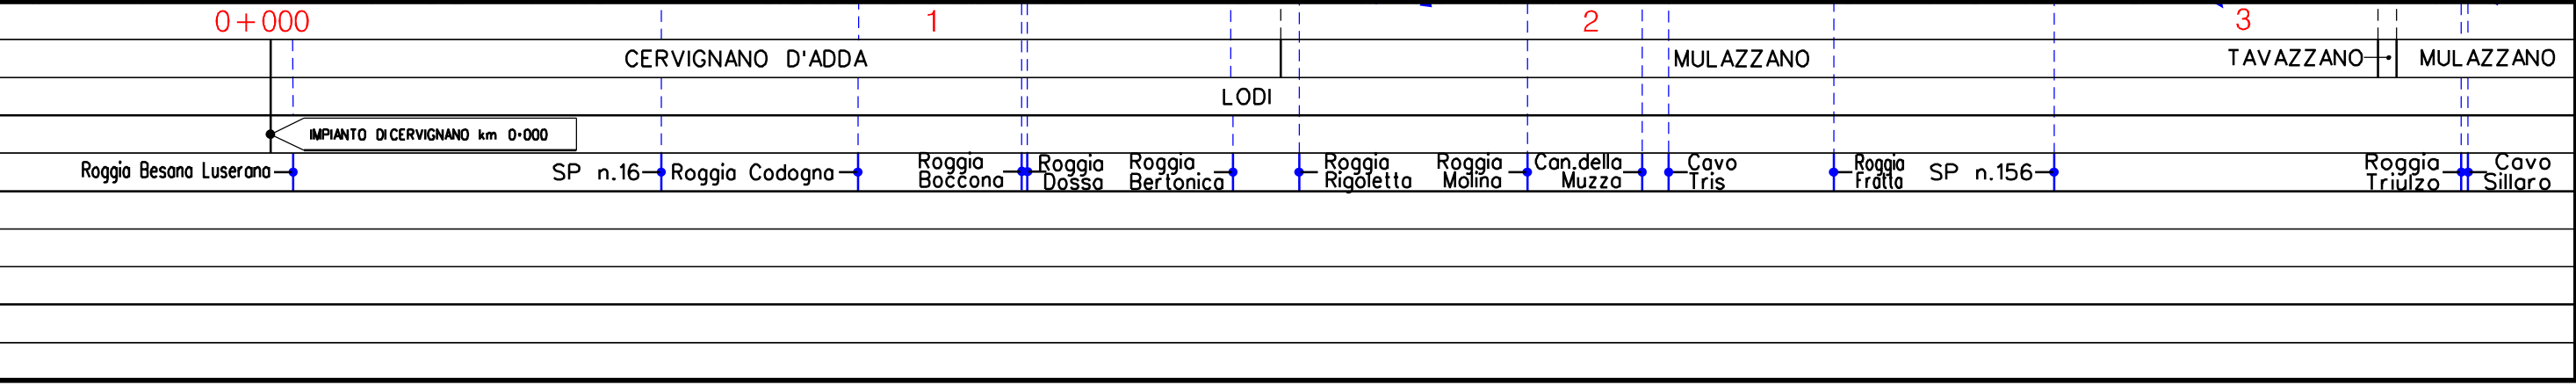 0+000 1 2 3
CERVIGNANO D'ADDA MULAZZANO TAVAZZANO MULAZZANO
LODI
IMPIANTO DI CERVIGNANO km 0+000
Roggia Besana Luserana
SP n.16
Roggia Codogna
Roggia
Boccona
Roggia
Dossa
Roggia
Bertonica
Roggia
Rigoletta
Roggia
Molina
Can.della
Muzza
Cavo
Tris
Roggia
Fratta
SP n.156
Roggia
Triulzo
Cavo
Sillaro